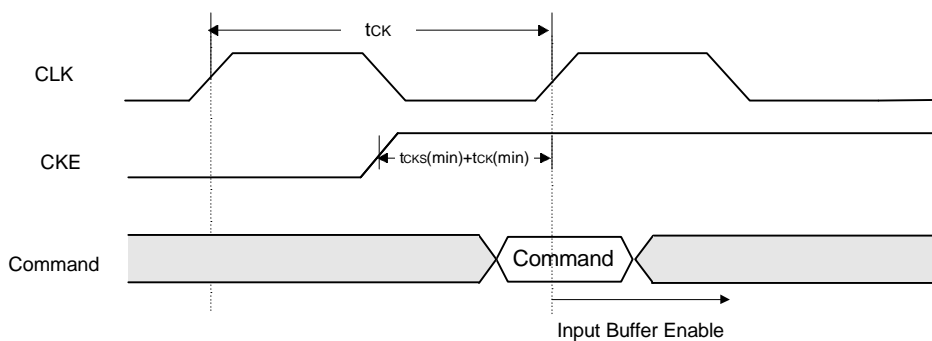 tCK
CLK
CKE
tCKS(min)+tCK(min)
Command
Command
Input Buffer Enable